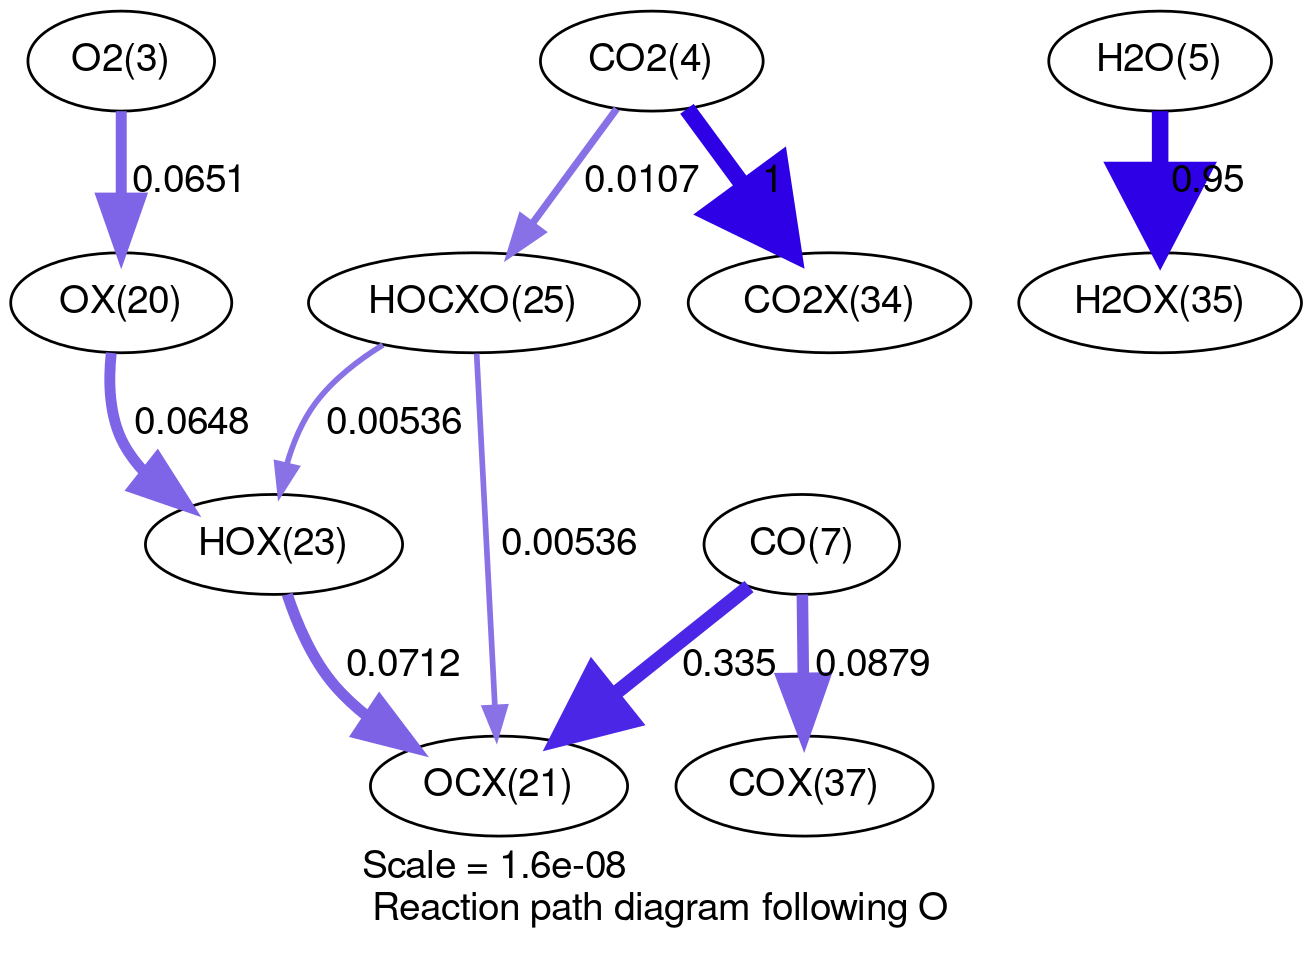 O2(3)
CO2(4)
H2O(5)
0.0651
0.0107
1
0.95
OX(20)
HOCXO(25)
CO2X(34)
H2OX(35)
0.0648
0.00536
HOX(23)
0.00536
CO(7)
0.0712
0.335
0.0879
OCX(21)
COX(37)
Scale = 1.6e-08
Reaction path diagram following O